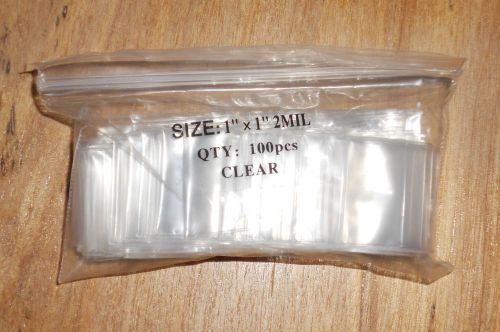 SIZE:1" × 1" 2MIL
QTY: 100pcs
CLEAR